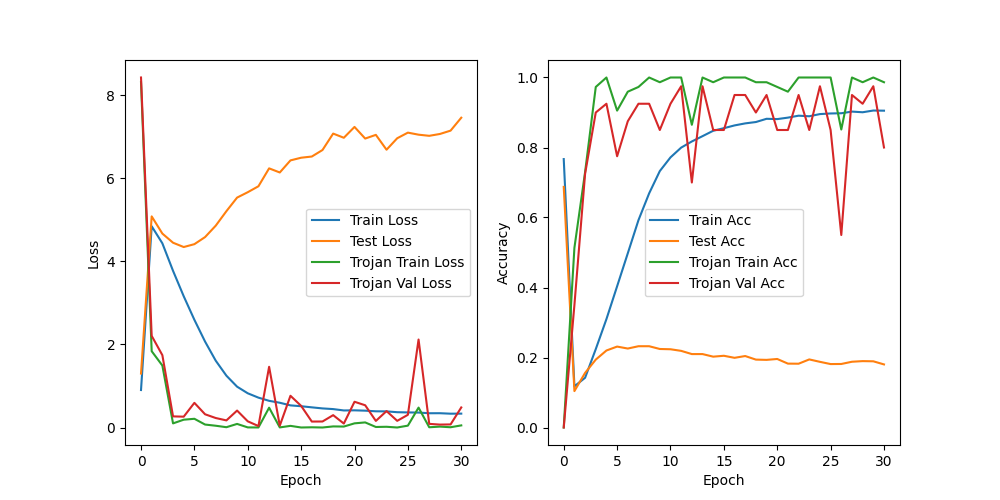 8
6
4
2
0
Loss
Train Loss
Test Loss
Trojan Train Loss
Trojan Val Loss
0 5 10 15 20 25 30
Epoch
1.0
0.8
0.6
0.4
0.2
0.0
Accuracy
Train Acc
Test Acc
Trojan Train Acc
Trojan Val Acc
0 5 10 15 20 25 30
Epoch